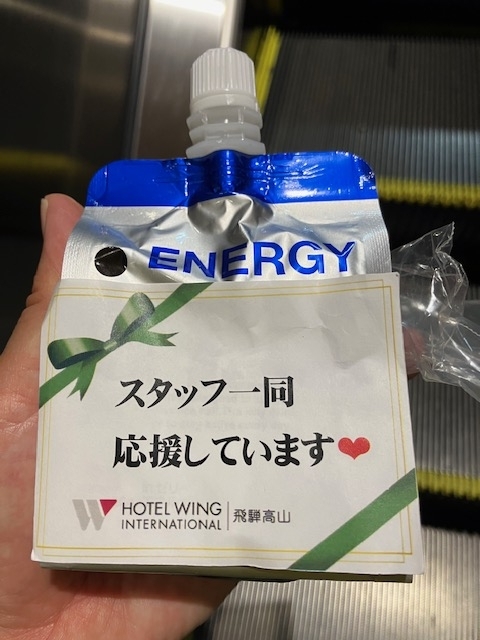 ENERGY
スタッフ一同
応援しています❤
HOTEL WING
INTERNATIONAL
飛騨高山